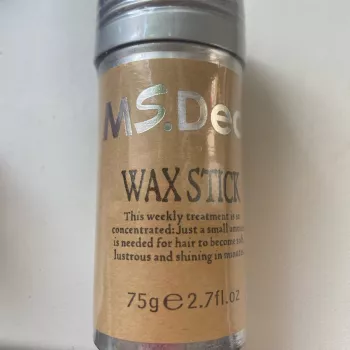 MS.Dec
WAX STICK
This weekly treatment is so
concentrated: Just a small amount
is needed for hair to become
lustrous and shining in minutes
75g e 2.7fl.oz